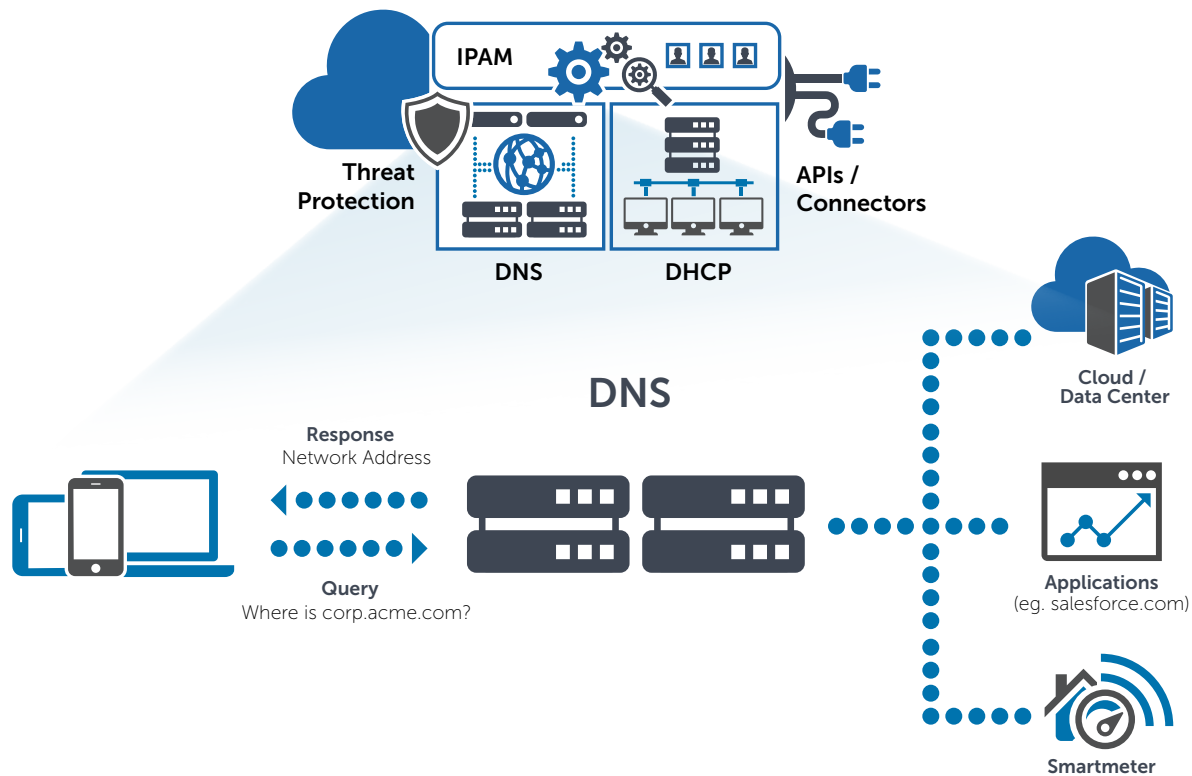 IPAM
Threat
Protection
APIs /
Connectors
DNS
DHCP
Cloud /
Data Center
DNS
Response
Network Address
Query
Where is corp.acme.com?
Applications
(eg. salesforce.com)
Smartmeter